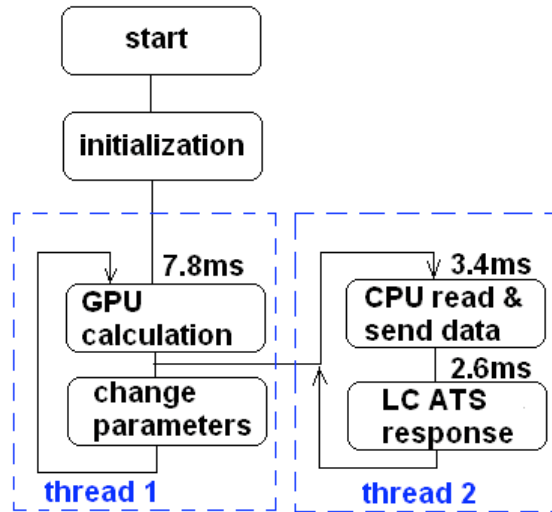 start
initialization
7.8ms
GPU
calculation
change
parameters
thread 1
3.4ms
CPU read &
send data
2.6ms
LC ATS
response
thread 2